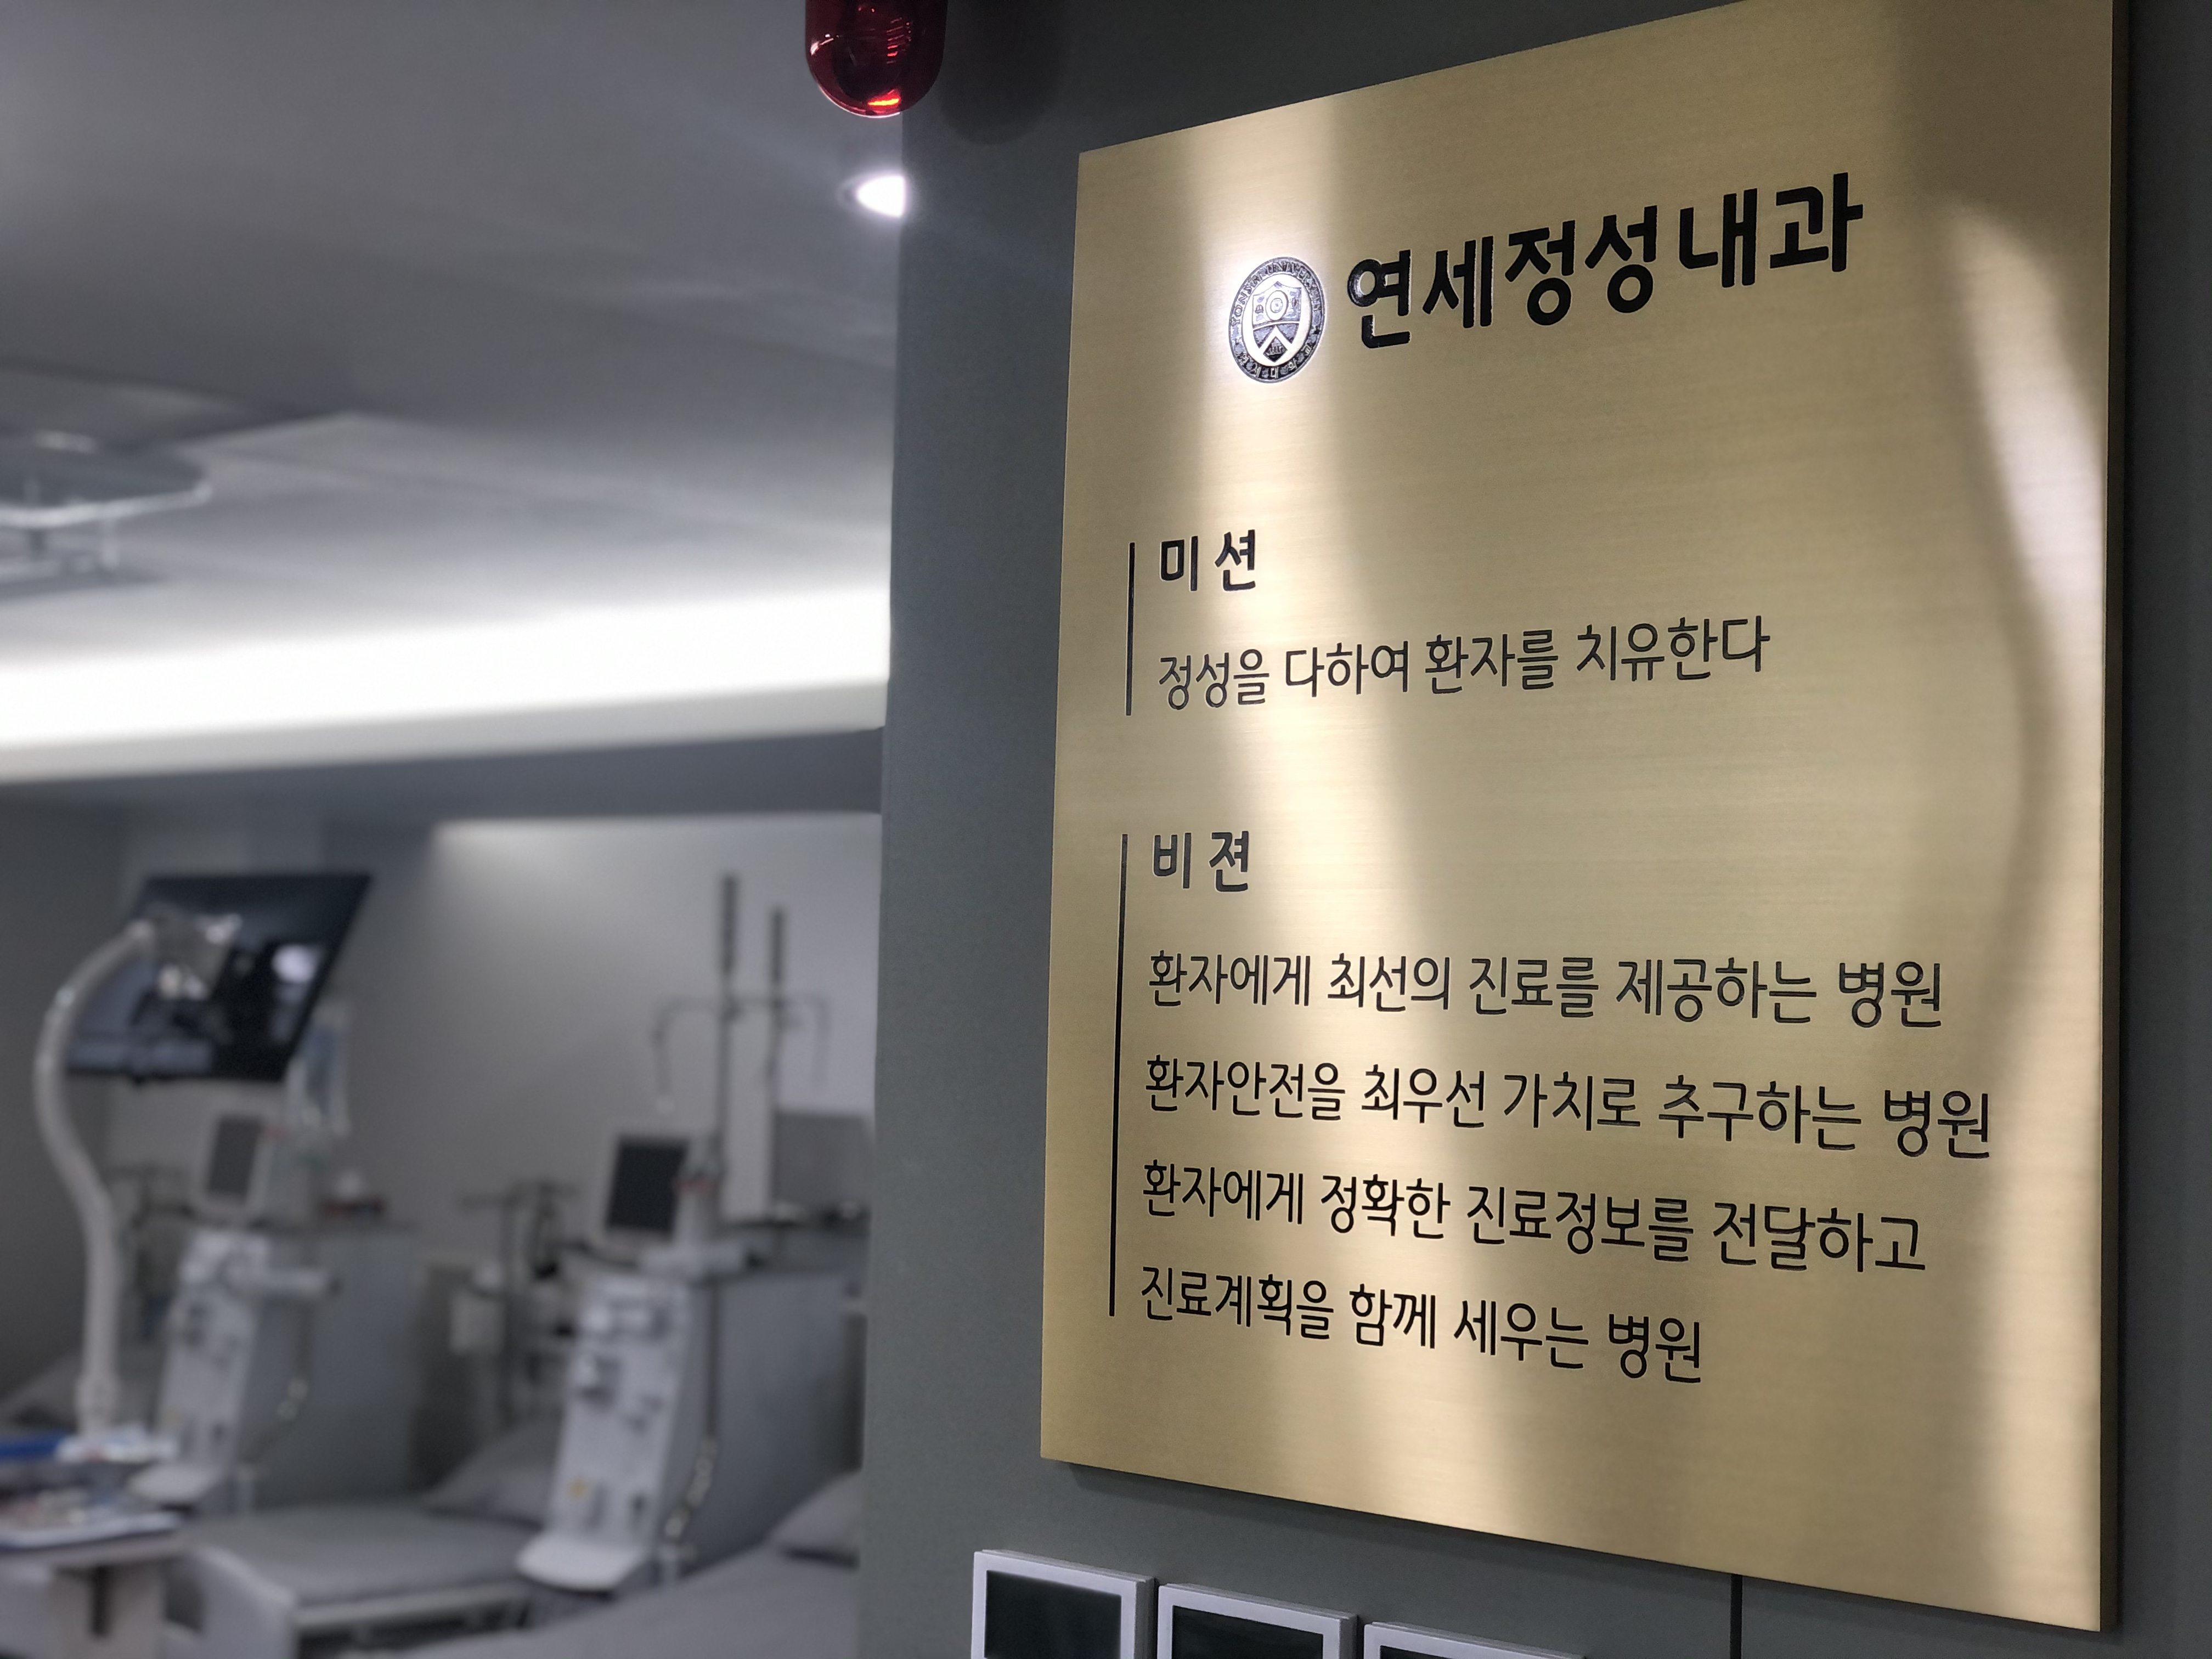 연세정성내과
미션
정성을 다하여 환자를 치유한다
비젼
환자에게 최선의 진료를 제공하는 병원
환자안전을 최우선 가치로 추구하는 병원
환자에게 정확한 진료정보를 전달하고
진료계획을 함께 세우는 병원